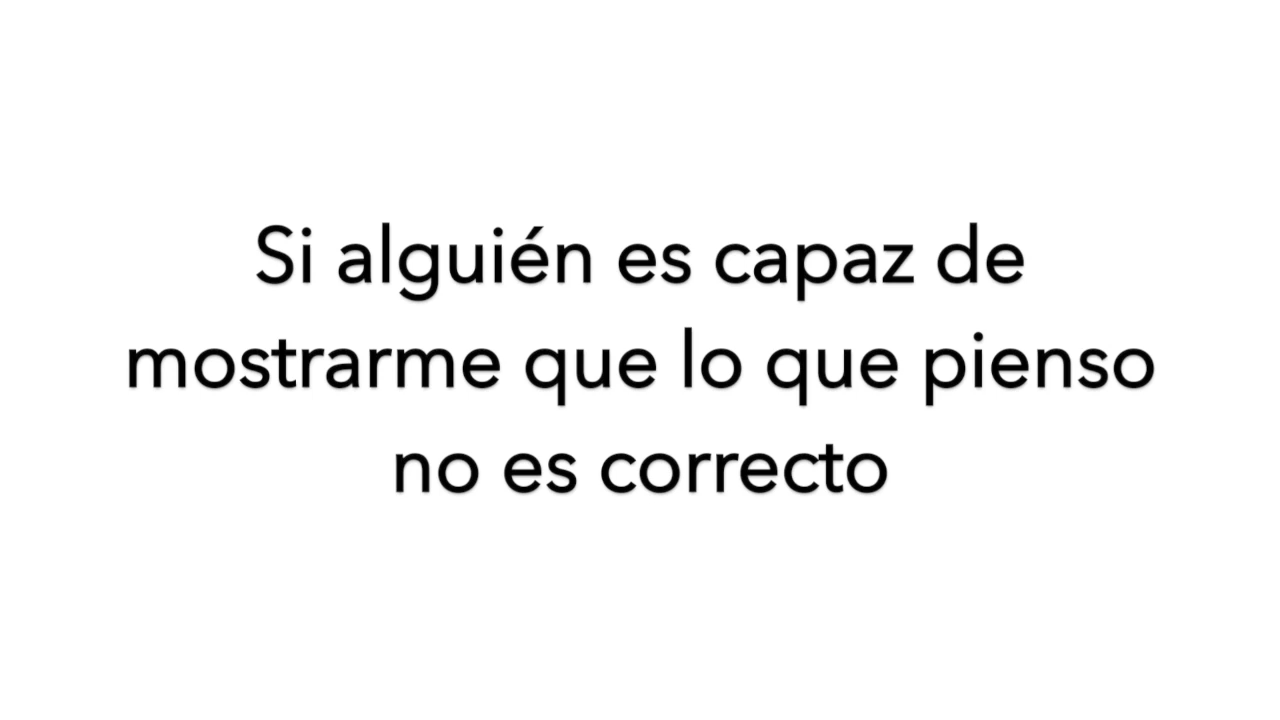 Si alguién es capaz de
mostrarme que lo que pienso
no es correcto